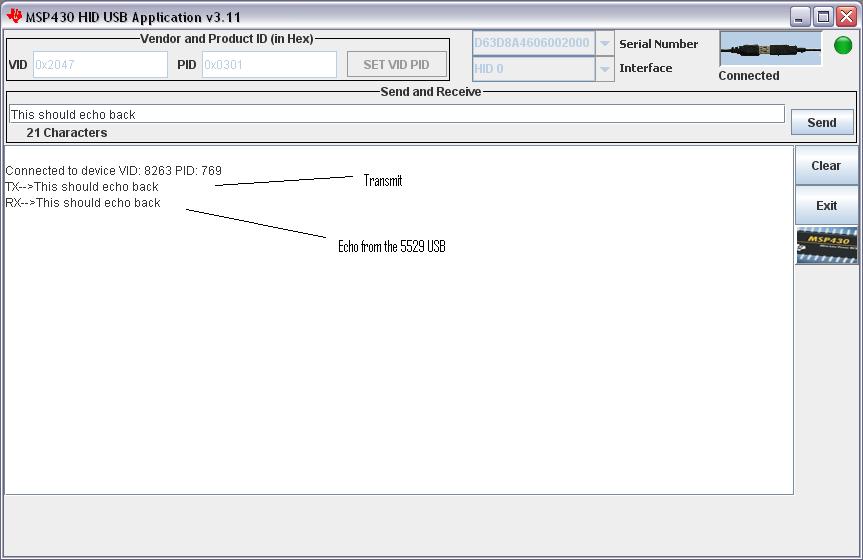 MSP430 HID USB Application v3.11
Vendor and Product ID (in Hex)
VID 0x2047 PID 0x0301 SET VID PID
D63D8A4606002000 Serial Number
HID 0 Interface
Connected
Send and Receive
This should echo back
21 Characters
Send
Connected to device VID: 8263 PID: 769
TX-->This should echo back
RX-->This should echo back
Transmit
Echo from the 5529 USB
Clear
Exit
MSP430